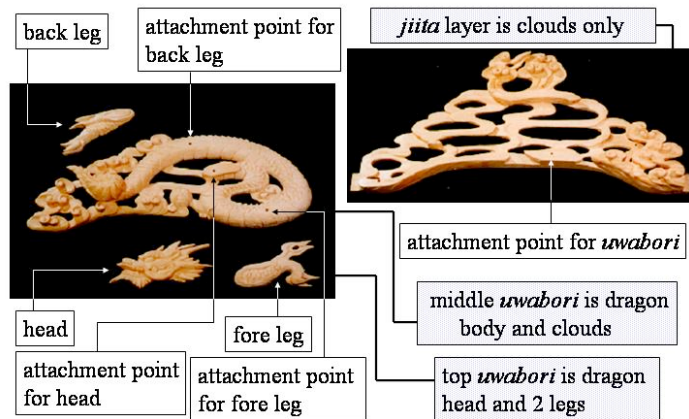 back leg
attachment point for
back leg
jiita layer is clouds only
attachment point for uwabori
head
fore leg
attachment point
for head
attachment point
for fore leg
middle uwabori is dragon
body and clouds
top uwabori is dragon
head and 2 legs